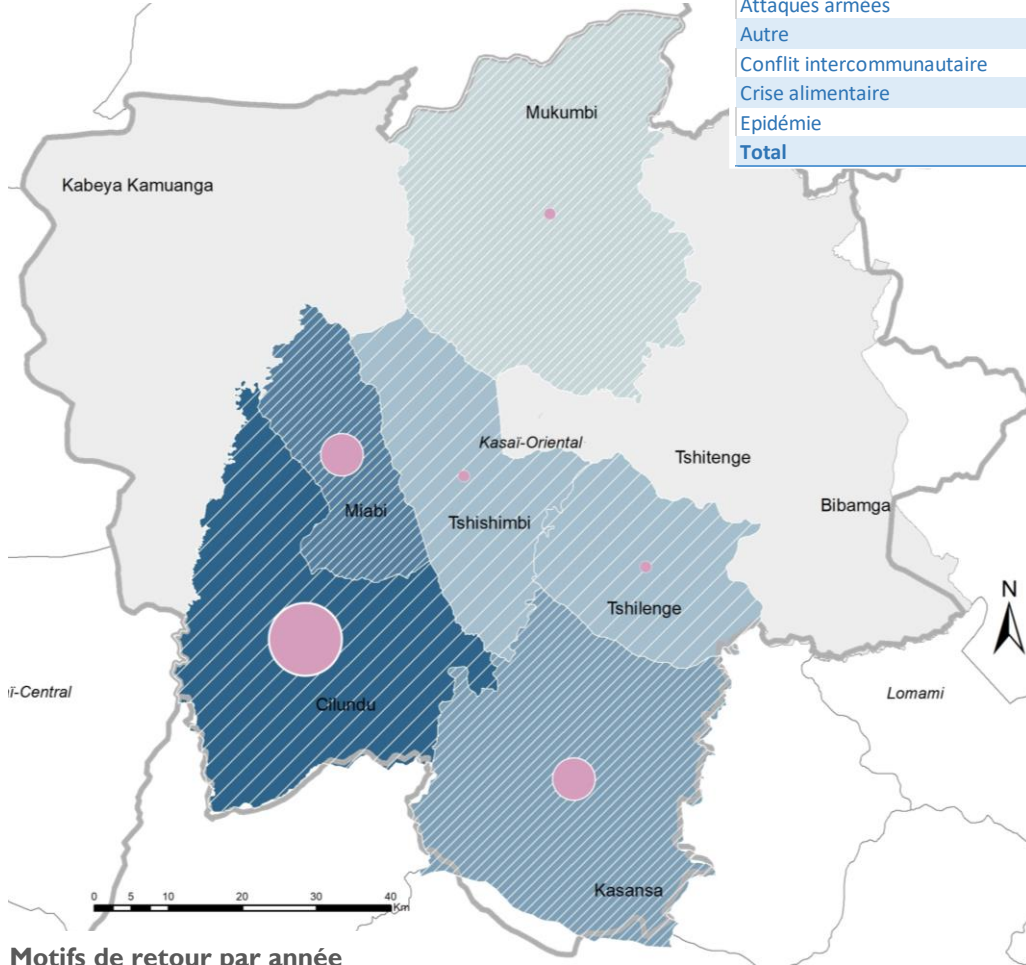 Attaques armées
Autre
Conflit intercommunautaire
Crise alimentaire
Epidémie
Total
Mukumbi
Kabeya Kamuanga
Kasaï-Oriental
Tshitenge
Bibamga
Miabi
Tshishimbi
Tshilenge
N
ï-Central
Lomami
Cilundu
Kasansa
0 5 10 20 30 40
Km
Motifs de retour par année